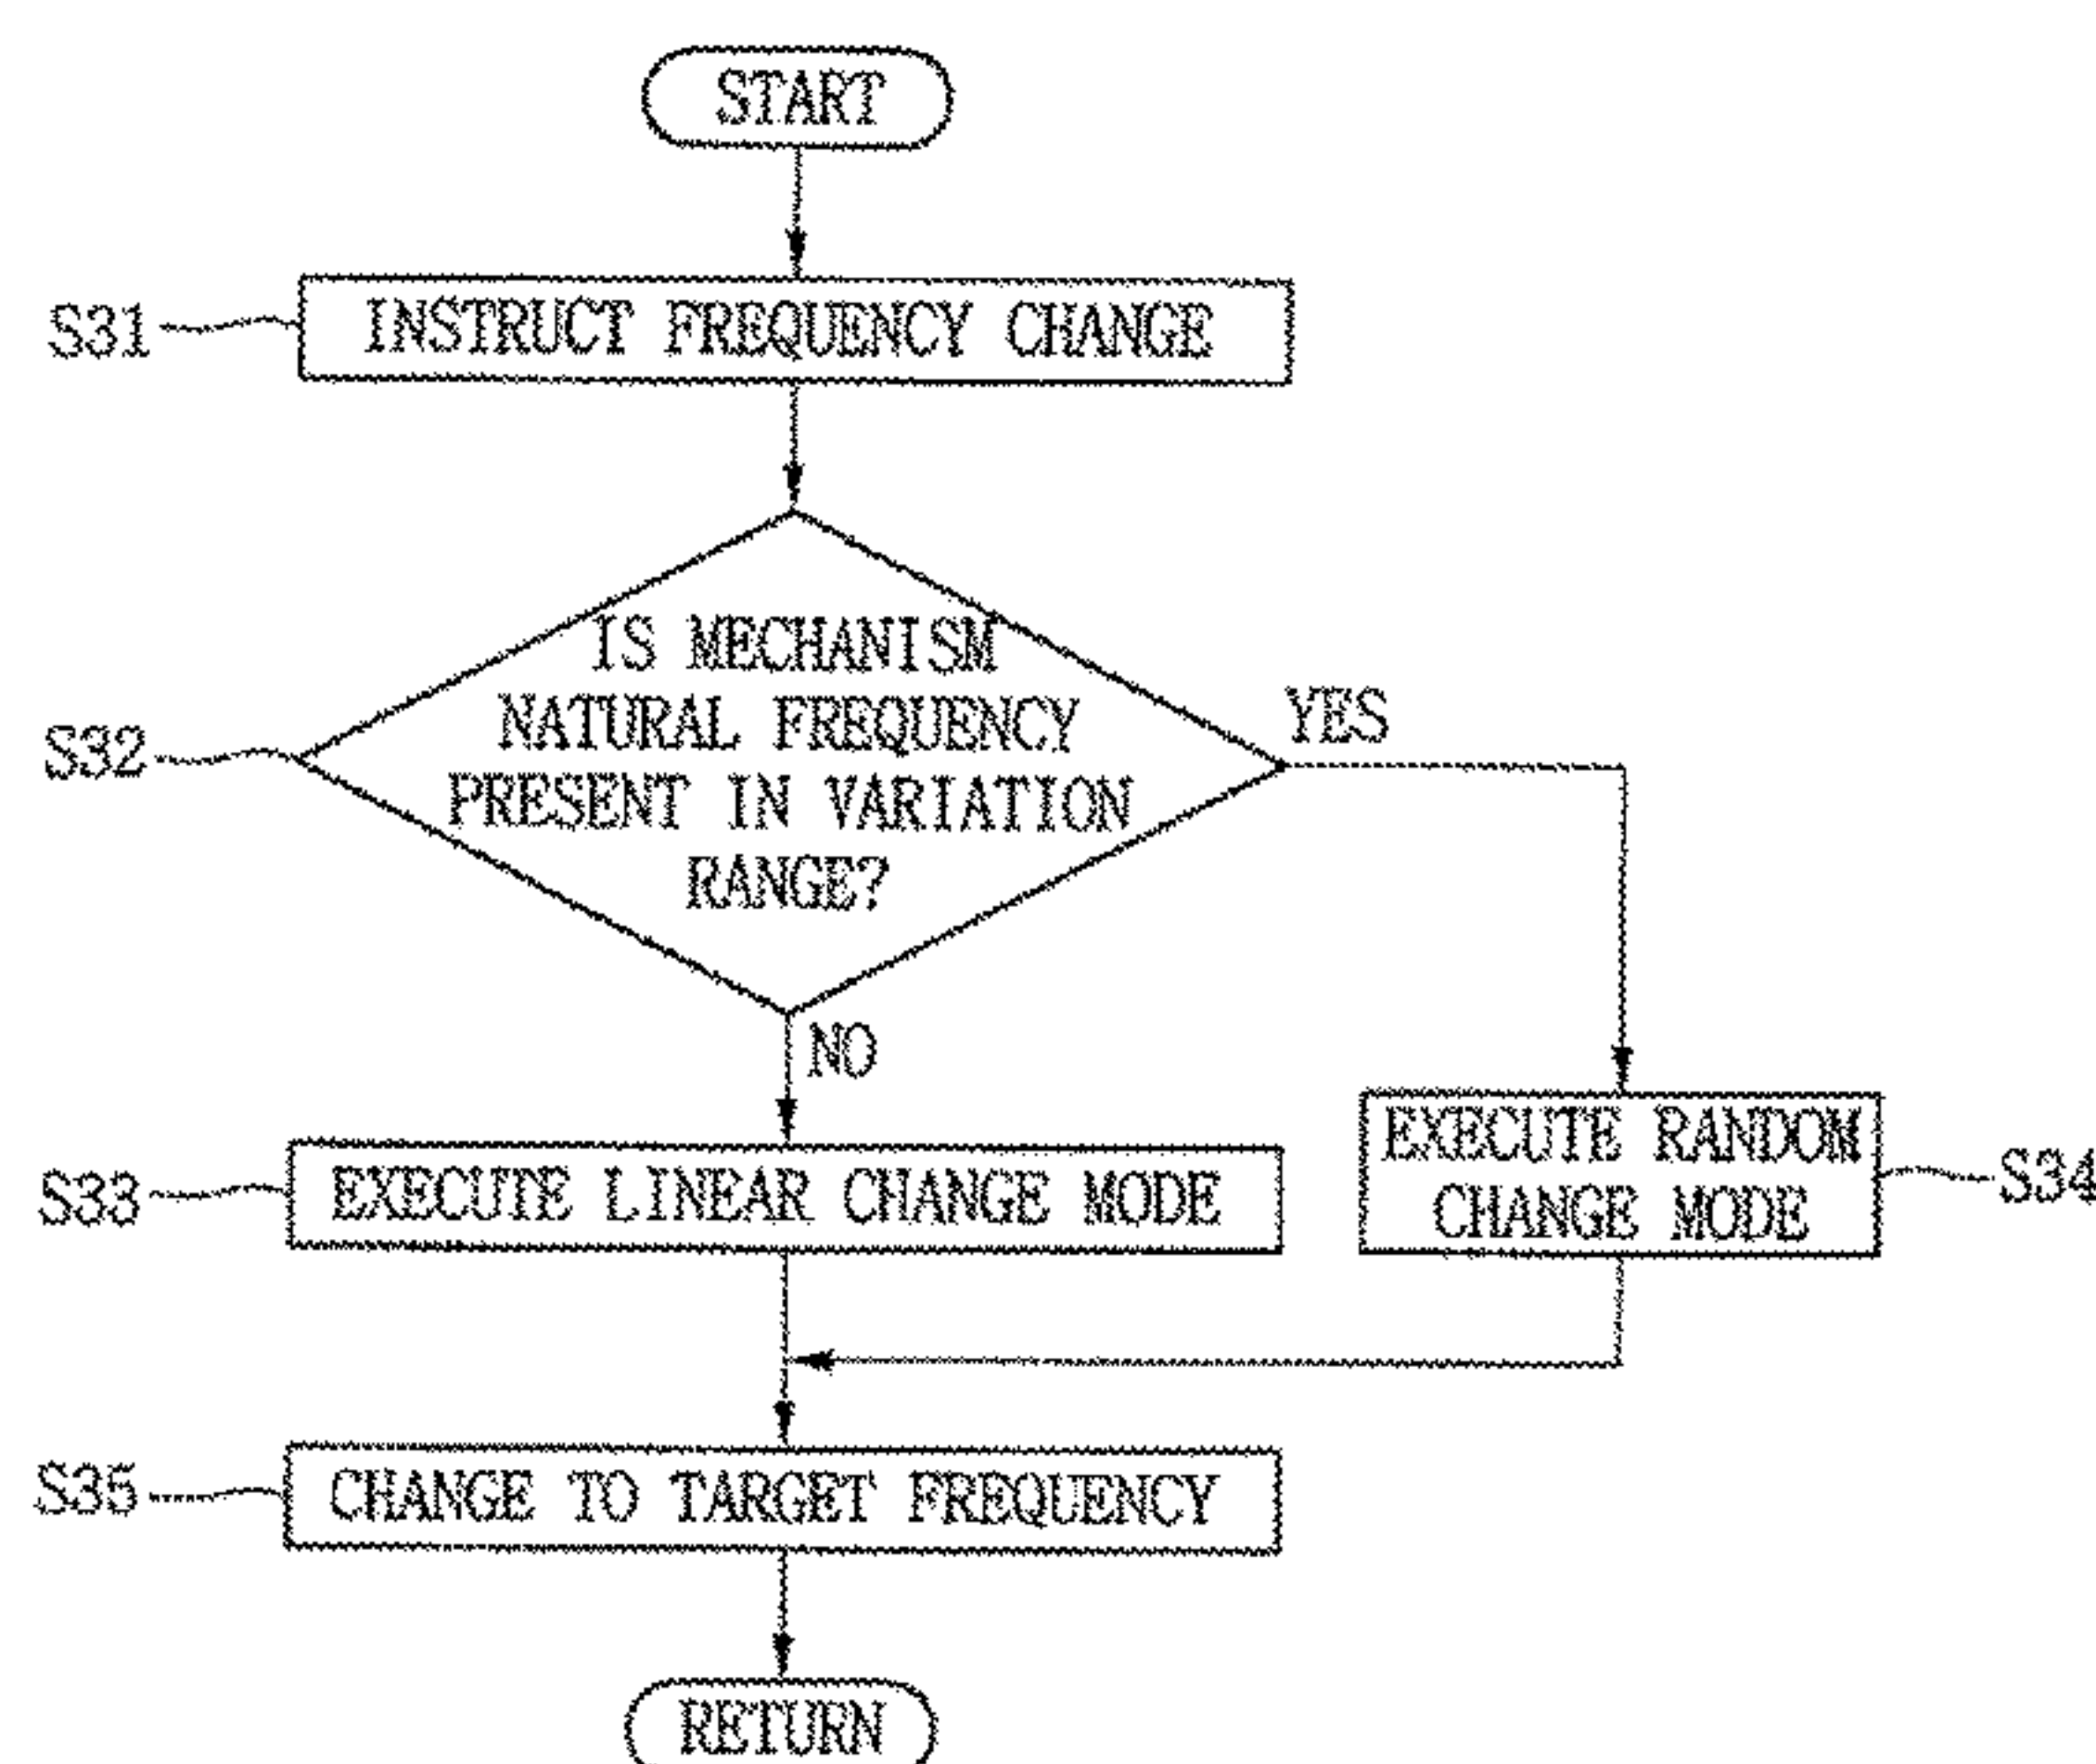 START
S31
INSTRUCT FREQUENCY CHANGE
S32
IS MECHANISM
NATURAL FREQUENCY
PRESENT IN VARIATION
RANGE?
YES
NO
S33
EXECUTE LINEAR CHANGE MODE
EXECUTE RANDOM
CHANGE MODE
S34
S35
CHANGE TO TARGET FREQUENCY
RETURN